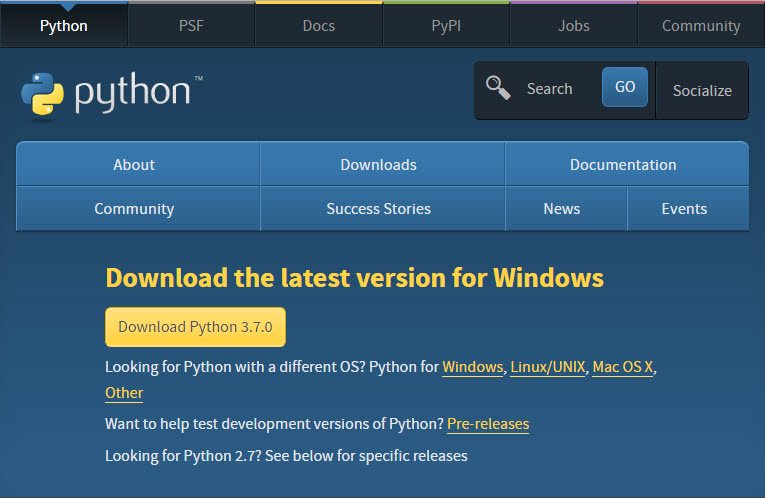 Python PSF Docs PyPI Jobs Community
python™
Search GO Socialize
About Downloads Documentation
Community Success Stories News Events
Download the latest version for Windows
Download Python 3.7.0
Looking for Python with a different OS? Python for Windows, Linux/UNIX, Mac OS X,
Other
Want to help test development versions of Python? Pre-releases
Looking for Python 2.7? See below for specific releases